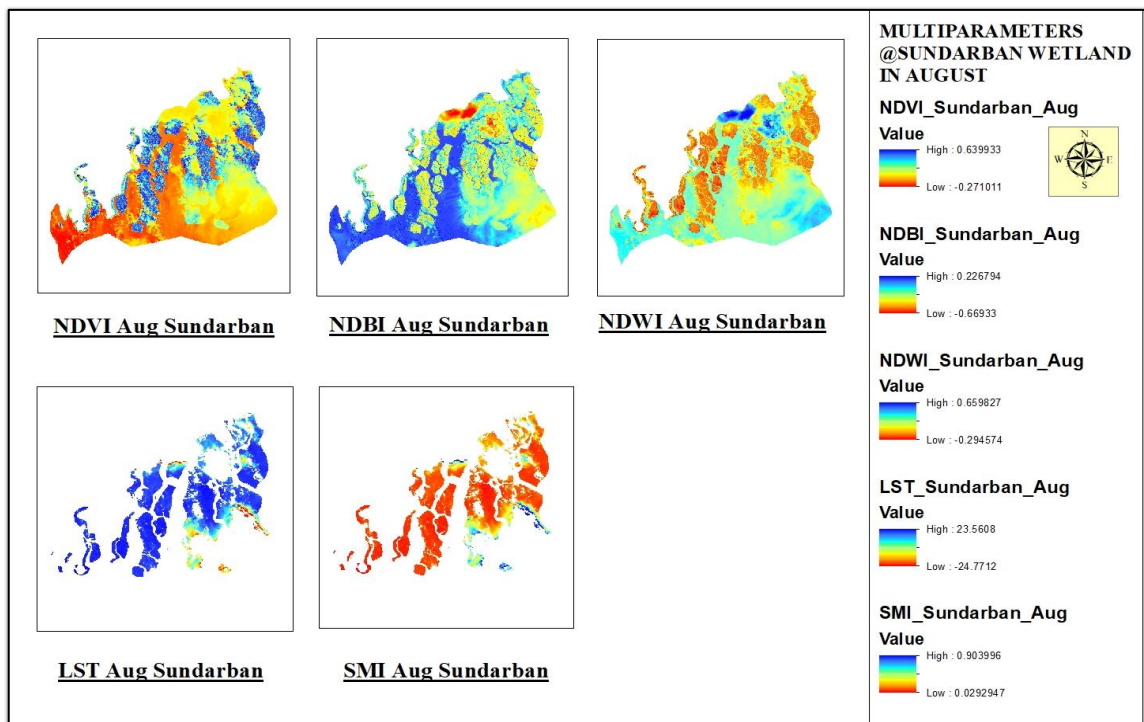 NDVI Aug Sundarban
NDBI Aug Sundarban
NDWI Aug Sundarban
LST Aug Sundarban
SMI Aug Sundarban
MULTIPARAMETERS
@SUNDARBAN WETLAND
IN AUGUST
NDVI_Sundarban_Aug
Value
High : 0.639933
Low : -0.271011
N
W
E
S
NDBI_Sundarban_Aug
Value
High : 0.226794
Low : -0.66933
NDWI_Sundarban_Aug
Value
High : 0.659827
Low : -0.294574
LST_Sundarban_Aug
Value
High : 23.5608
Low : -24.7712
SMI_Sundarban_Aug
Value
High : 0.903996
Low : 0.0292947